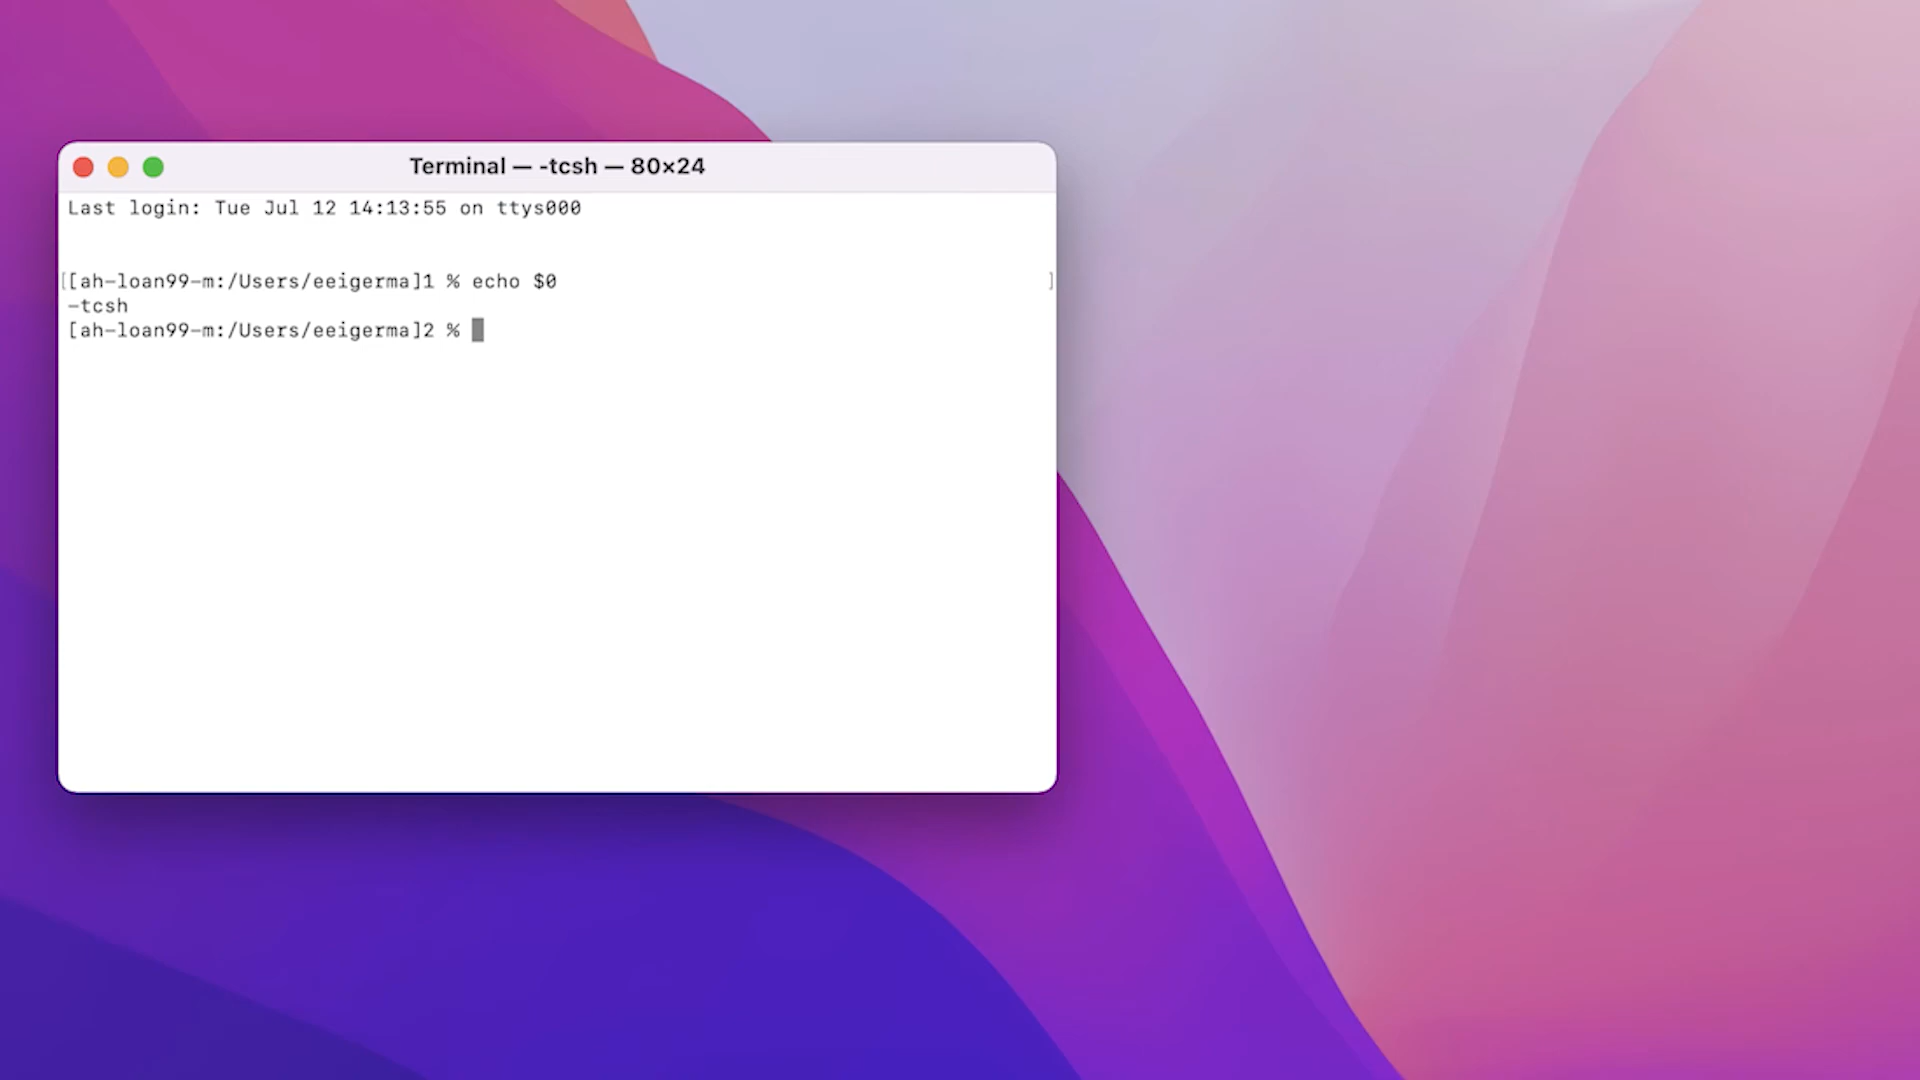 Terminal — -tcsh — 80×24
Last login: Tue Jul 12 14:13:55 on ttys000
[[ah-loan99-m:/Users/eeigerma]1 % echo $0 ]
-tcsh
[ah-loan99-m:/Users/eeigerma]2 %